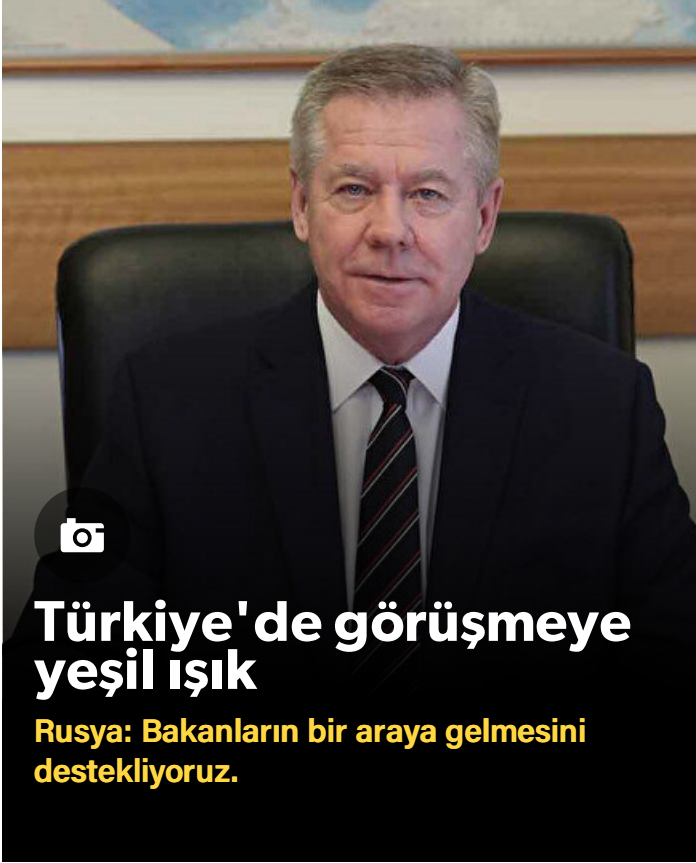 Türkiye'de görüşmeye
yeşil ışık
Rusya: Bakanların bir araya gelmesini
destekliyoruz.